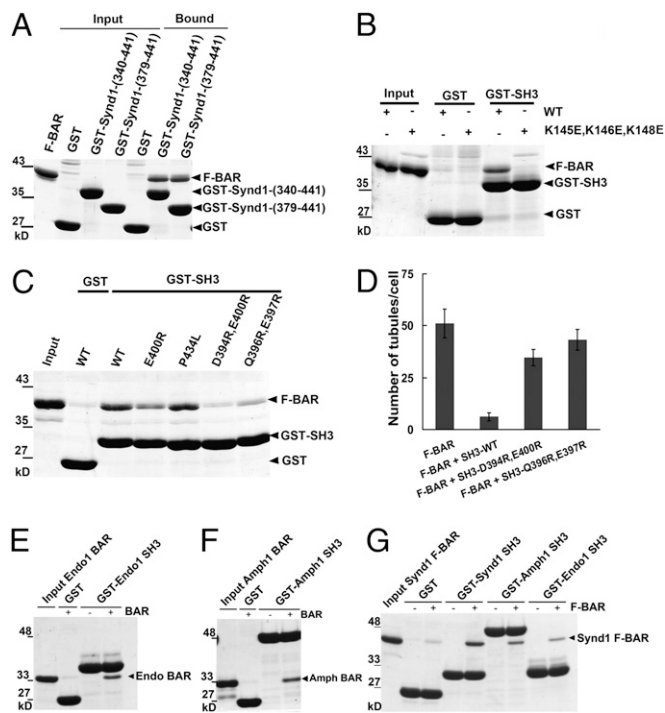 A
Input
Bound
F-BAR
GST
GST-Synd1-(340-441)
GST-Synd1-(379-441)
GST
GST-Synd1-(340-441)
GST-Synd1-(379-441)
43
35
27
kD
F-BAR
GST-Synd1-(340-441)
GST-Synd1-(379-441)
GST
B
Input
GST
GST-SH3
+ - + - + - WT
- + - + - + K145E,K146E,K148E
43
35
27
kD
F-BAR
GST-SH3
GST
C
GST
GST-SH3
Input
WT
WT
E400R
P434L
D394R,E400R
Q396R,E397R
43
35
27
kD
F-BAR
GST-SH3
GST
D
Number of tubules/cell
75
50
25
0
F-BAR
F-BAR + SH3-WT
F-BAR + SH3-D394R,E400R
F-BAR + SH3-Q396R,E397R
E
Input Endo1 BAR
GST
GST-Endo1 SH3
+ - + BAR
48
33
27
kD
Endo BAR
F
Input Amph1 BAR
GST
GST-Amph1 SH3
+ - + BAR
48
33
27
kD
Amph BAR
G
Input Synd1 F-BAR
GST
GST-Synd1 SH3
GST-Amph1 SH3
GST-Endo1 SH3
- + - + - + - + F-BAR
48
33
27
kD
Synd1 F-BAR